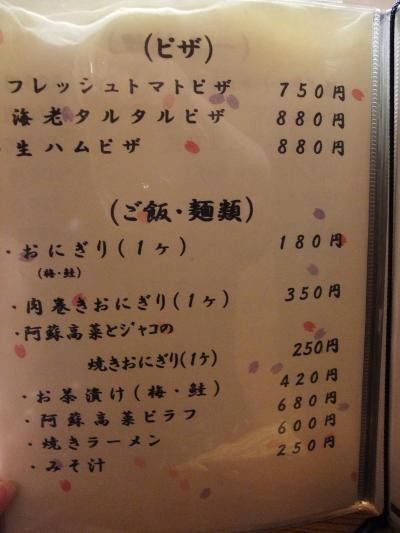 (ピザ)
フレッシュトマトピザ 750円
海老タルタルピザ 880円
・生ハムピザ 880円
(ご飯・麺類)
・おにぎり(1ヶ) 180円
(梅・鮭)
・肉巻きおにぎり(1ヶ) 350円
・阿蘇高菜とジャコの
焼きおにぎり(1ヶ) 250円
・お茶漬け(梅・鮭) 420円
・阿蘇高菜ピラフ 680円
・焼きラーメン 600円
・みそ汁 250円